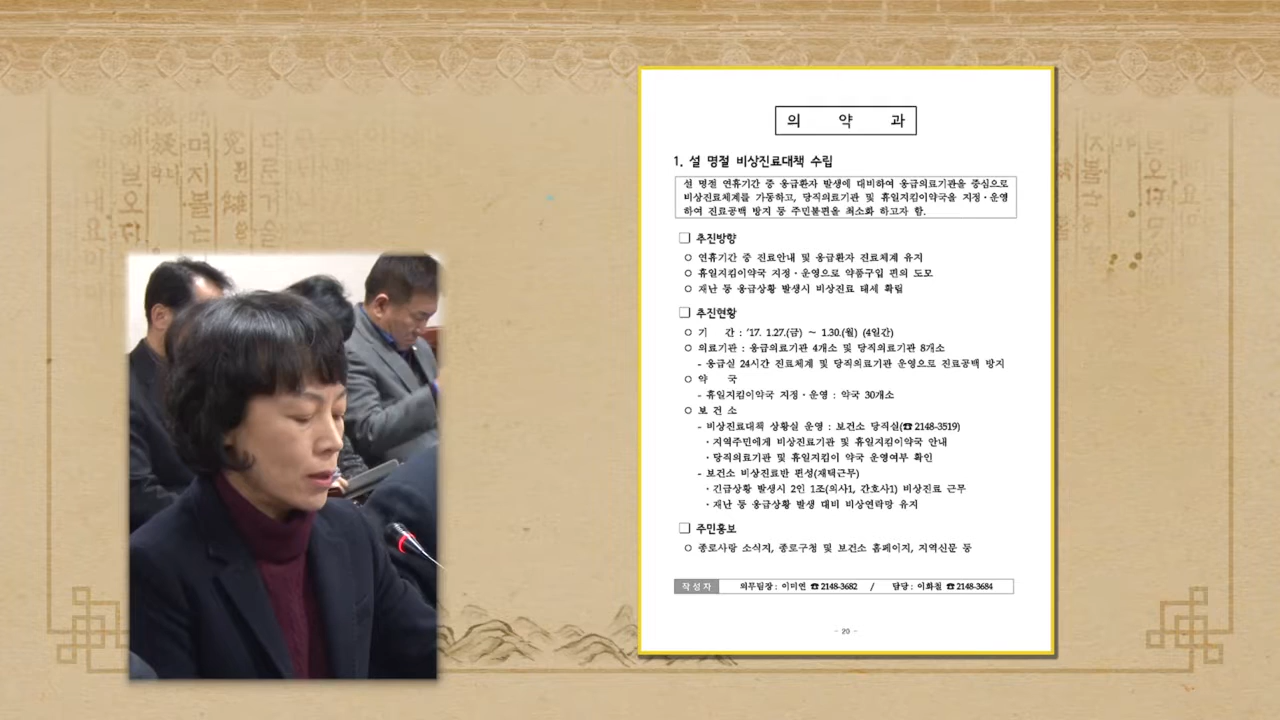 의 약 과
1. 설 명절 비상진료대책 수립
설 명절 연휴기간 중 응급환자 발생에 대비하여 응급의료기관을 중심으로
비상진료체계를 가동하고, 당직의료기관 및 휴일지킴이약국을 지정·운영
하여 진료공백 방지 등 주민불편을 최소화 하고자 함.
❏ 추진방향
○ 연휴기간 중 진료안내 및 응급환자 진료체계 유지
○ 휴일지킴이약국 지정·운영으로 약품구입 편의 도모
○ 재난 등 응급상황 발생시 비상진료 태세 확립
❏ 추진현황
○ 기 간 : '17. 1.27.(금) ~ 1.30.(월) (4일간)
○ 의료기관 : 응급의료기관 4개소 및 당직의료기관 8개소
- 응급실 24시간 진료체계 및 당직의료기관 운영으로 진료공백 방지
○ 약 국
- 휴일지킴이약국 지정·운영 : 약국 30개소
○ 보 건 소
- 비상진료대책 상황실 운영 : 보건소 당직실(☎2148-3519)
· 지역주민에게 비상진료기관 및 휴일지킴이약국 안내
· 당직의료기관 및 휴일지킴이 약국 운영여부 확인
- 보건소 비상진료반 편성(재택근무)
· 긴급상황 발생시 2인 1조(의사1, 간호사1) 비상진료 근무
· 재난 등 응급상황 발생 대비 비상연락망 유지
❏ 주민홍보
○ 종로사랑 소식지, 종로구청 및 보건소 홈페이지, 지역신문 등
작성자 의무팀장 : 이미연 ☎2148-3682 / 담당 : 이화철 ☎2148-3684
- 29 -